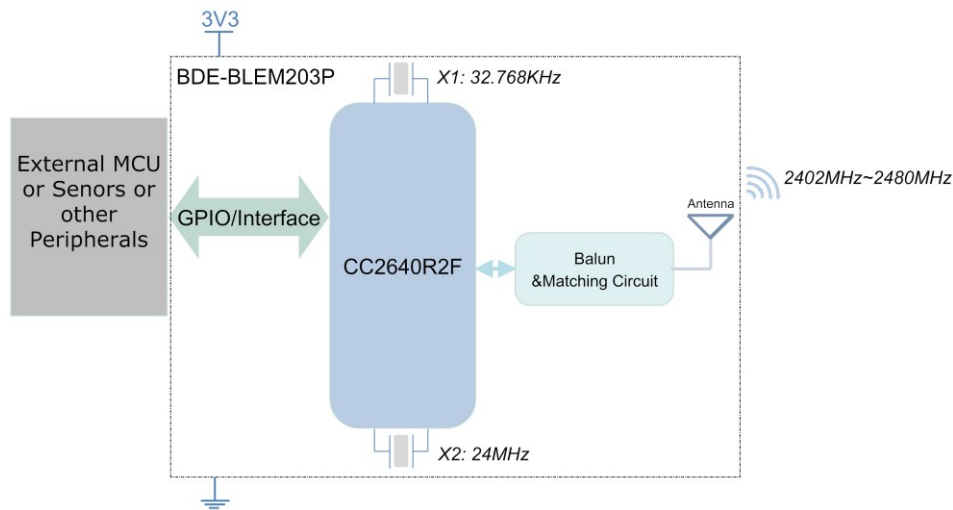 3V3
BDE-BLEM203P
X1: 32.768KHz
External MCU
or Senors or
other
Peripherals
GPIO/Interface
CC2640R2F
Balun
&Matching Circuit
Antenna
2402MHz~2480MHz
X2: 24MHz